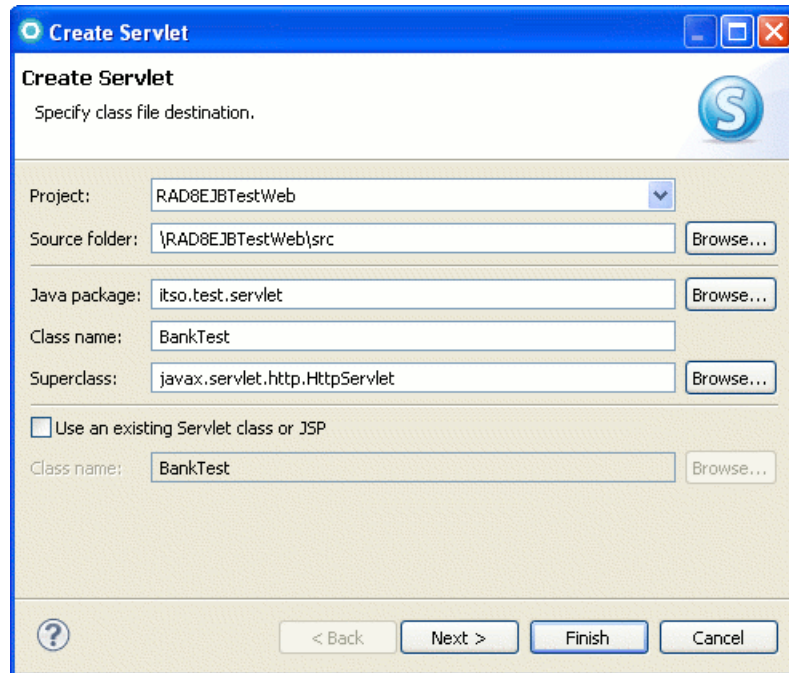 Create Servlet
Create Servlet
Specify class file destination.
S
Project: RAD8EJBTestWeb
Source folder: \RAD8EJBTestWeb\src Browse...
Java package: itso.test.servlet Browse...
Class name: BankTest
Superclass: javax.servlet.http.HttpServlet Browse...
Use an existing Servlet class or JSP
Class name: BankTest Browse...
? < Back Next > Finish Cancel